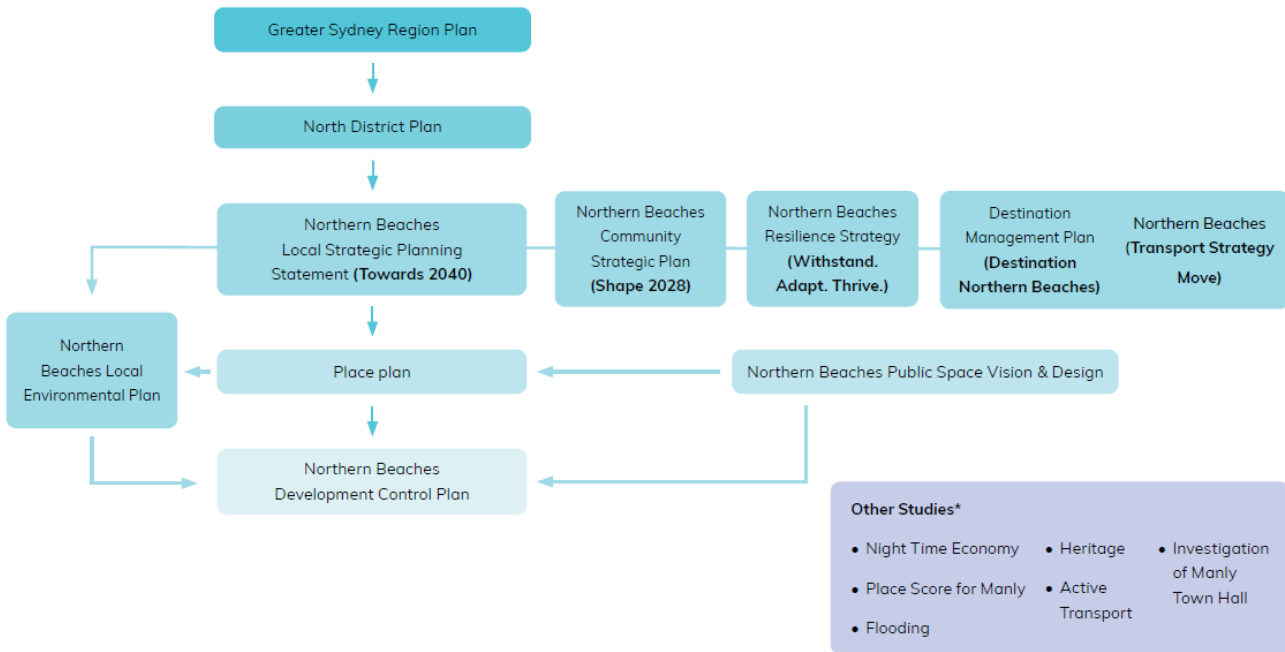 Greater Sydney Region Plan
North District Plan
Northern Beaches
Local Strategic Planning
Statement (Towards 2040)
Northern Beaches
Community
Strategic Plan
(Shape 2028)
Northern Beaches
Resilience Strategy
(Withstand.
Adapt. Thrive.)
Destination
Management Plan
(Destination
Northern Beaches)
Northern Beaches
(Transport Strategy
Move)
Northern
Beaches Local
Environmental Plan
Place plan
Northern Beaches Public Space Vision & Design
Northern Beaches
Development Control Plan
Other Studies*
• Night Time Economy
• Place Score for Manly
• Flooding
• Heritage
• Active
Transport
• Investigation
of Manly
Town Hall